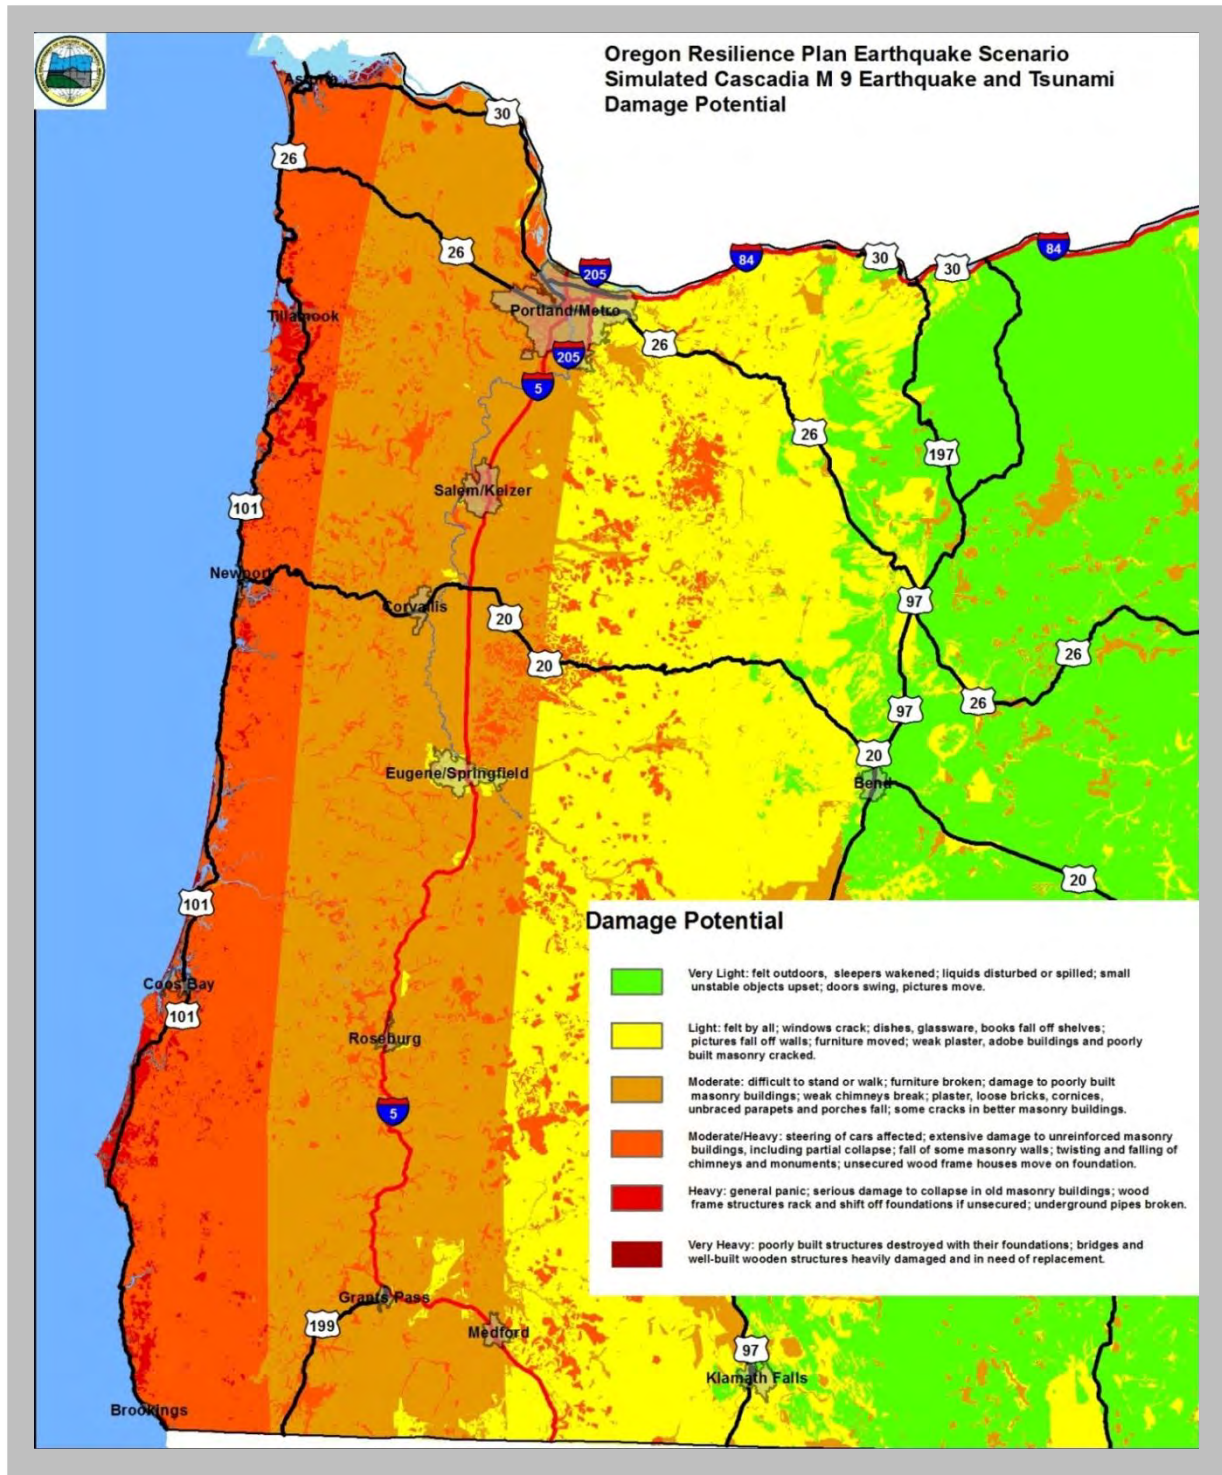 Oregon Resilience Plan Earthquake Scenario
Simulated Cascadia M 9 Earthquake and Tsunami
Damage Potential
Astoria
30
26
26
205
84
30
30
84
Tillamook
Portland/Metro
26
205
5
26
197
Salem/Keizer
101
Newport
Corvallis
20
97
20
26
97
26
20
Eugene/Springfield
Bend
20
101
Coos Bay
101
Roseburg
5
Grants Pass
199
Medford
97
Klamath Falls
Brookings
Damage Potential
Very Light: felt outdoors, sleepers wakened; liquids disturbed or spilled; small
unstable objects upset; doors swing, pictures move.
Light: felt by all; windows crack; dishes, glassware, books fall off shelves;
pictures fall off walls; furniture moved; weak plaster, adobe buildings and poorly
built masonry cracked.
Moderate: difficult to stand or walk; furniture broken; damage to poorly built
masonry buildings; weak chimneys break; plaster, loose bricks, cornices,
unbraced parapets and porches fall; some cracks in better masonry buildings.
Moderate/Heavy: steering of cars affected; extensive damage to unreinforced masonry
buildings, including partial collapse; fall of some masonry walls; twisting and falling of
chimneys and monuments; unsecured wood frame houses move on foundation.
Heavy: general panic; serious damage to collapse in old masonry buildings; wood
frame structures rack and shift off foundations if unsecured; underground pipes broken.
Very Heavy: poorly built structures destroyed with their foundations; bridges and
well-built wooden structures heavily damaged and in need of replacement.